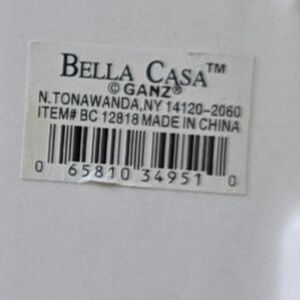 BELLA CASA™
© GANZ®
N.TONAWANDA,NY 14120-2060
ITEM# BC 12818 MADE IN CHINA
0 65810 34951 0